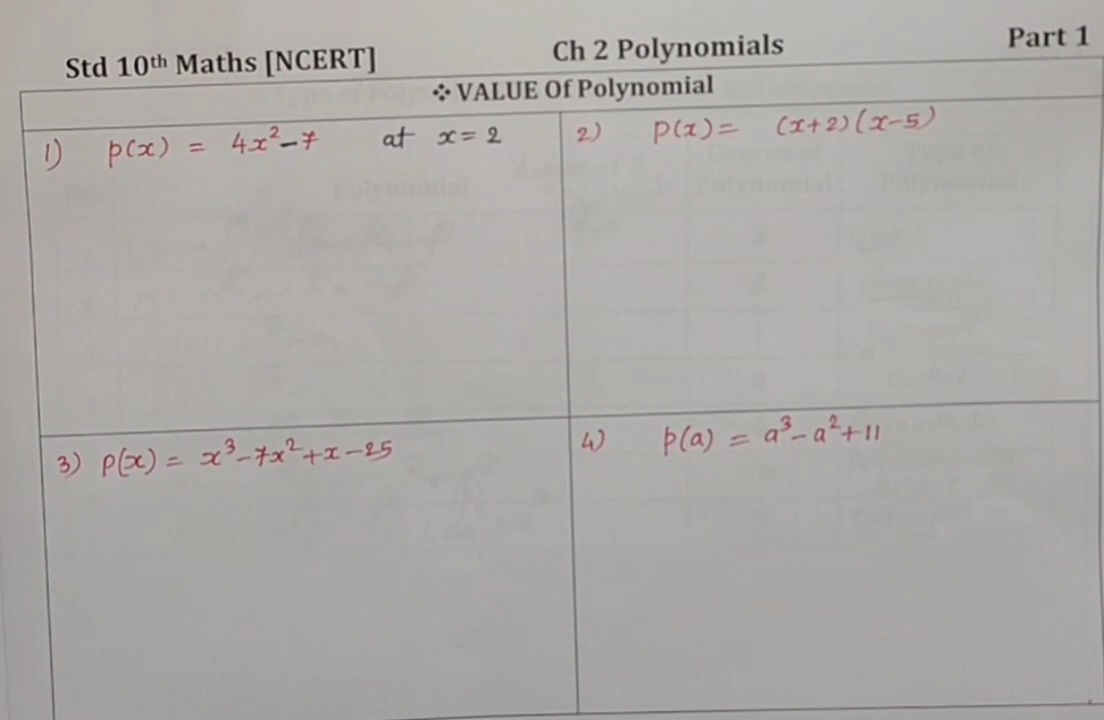 Std 10th Maths [NCERT] Ch 2 Polynomials Part 1
❖ VALUE Of Polynomial
1) p(x) = 4x²-7 at x=2
2) p(x) = (x+2)(x-5)
3) p(x) = x³-7x²+x-25
4) p(a) = a³-a²+11